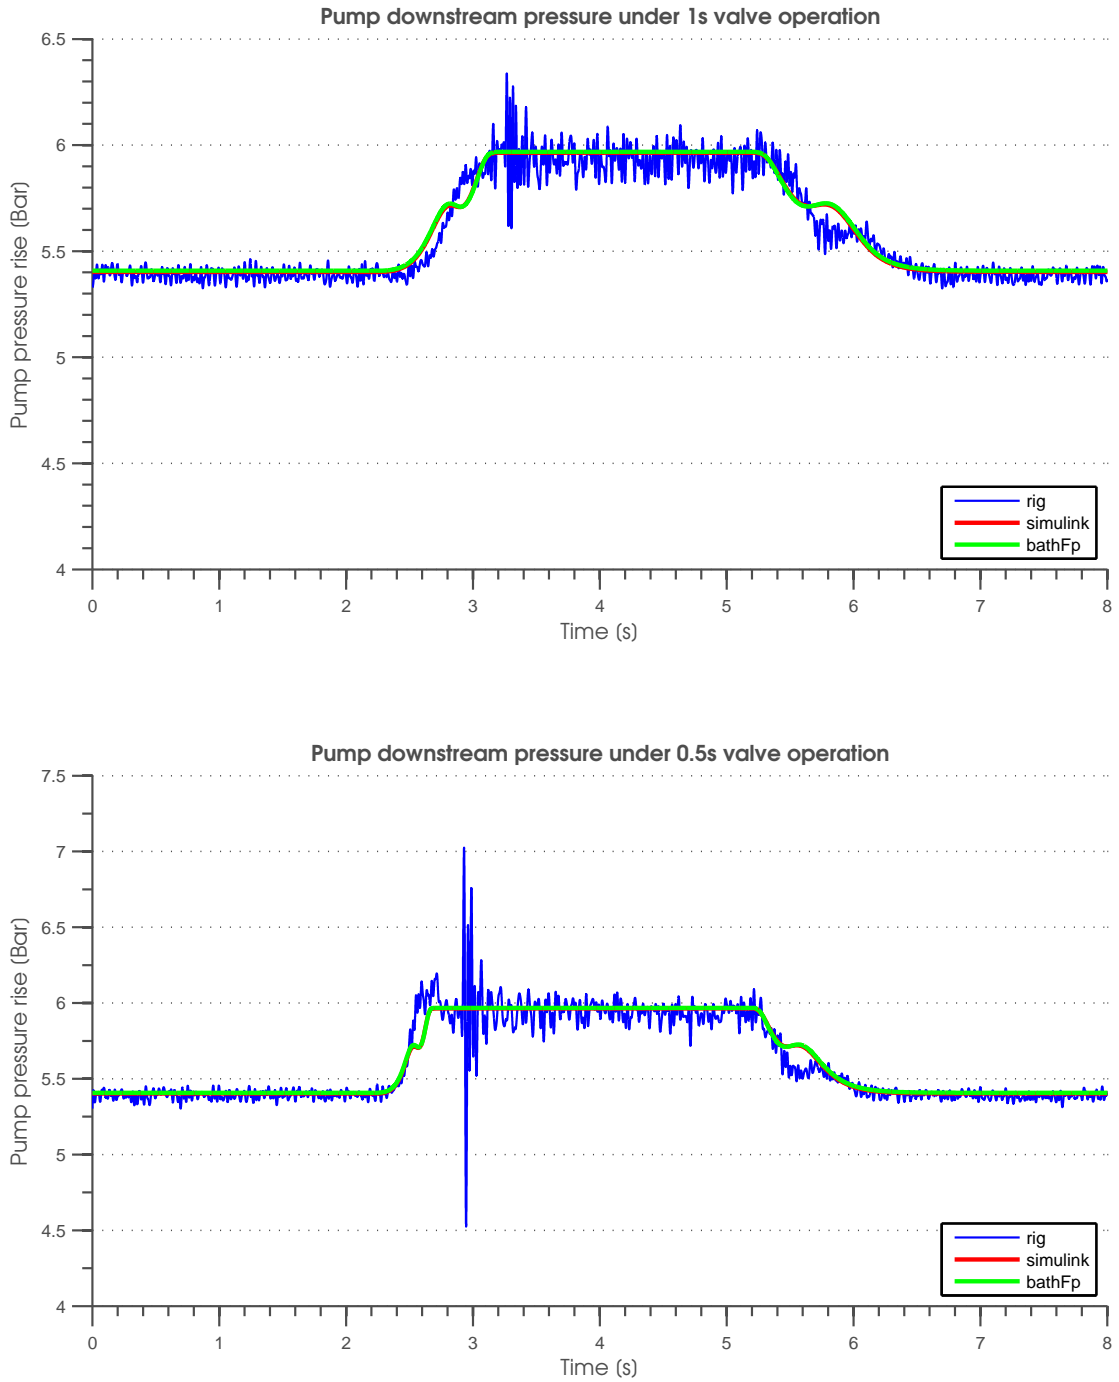 Pump downstream pressure under 1s valve operation
6.5
6
5.5
5
4.5
4
Pump pressure rise (Bar)
rig
simulink
bathFp
0 1 2 3 4 5 6 7 8
Time (s)
Pump downstream pressure under 0.5s valve operation
7.5
7
6.5
6
5.5
5
4.5
4
Pump pressure rise (Bar)
rig
simulink
bathFp
0 1 2 3 4 5 6 7 8
Time (s)